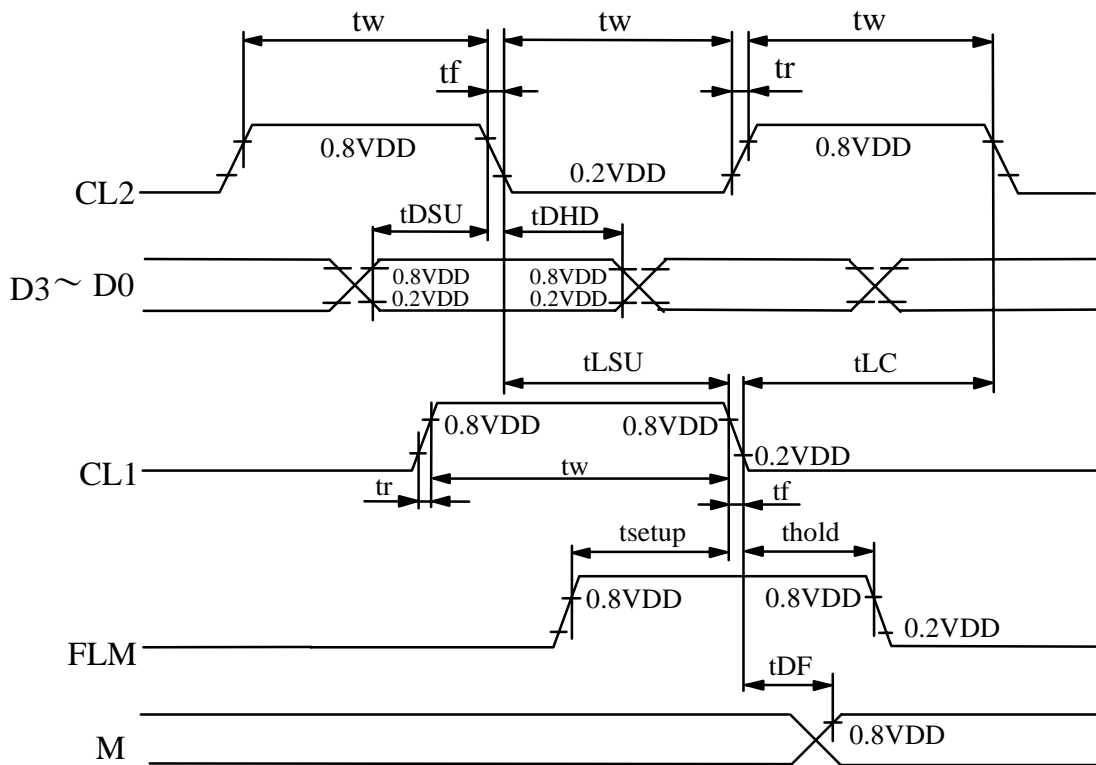 tw tw tw
tf tr
0.8VDD 0.8VDD
CL2 0.2VDD
tDSU tDHD
D3～ D0 0.8VDD 0.8VDD
0.2VDD 0.2VDD
tLSU tLC
0.8VDD 0.8VDD
CL1 tw 0.2VDD
tr tf
tsetup thold
0.8VDD 0.8VDD
FLM 0.2VDD
tDF
M 0.8VDD